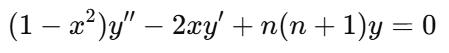 (1 − x²)y″ − 2xy′ + n(n + 1)y = 0